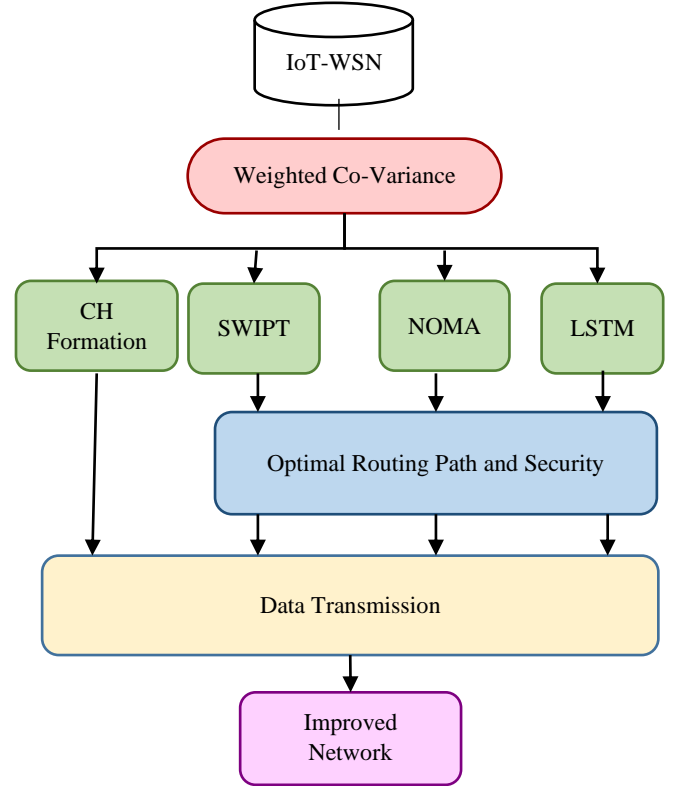 IoT-WSN
Weighted Co-Variance
CH
Formation
SWIPT
NOMA
LSTM
Optimal Routing Path and Security
Data Transmission
Improved
Network